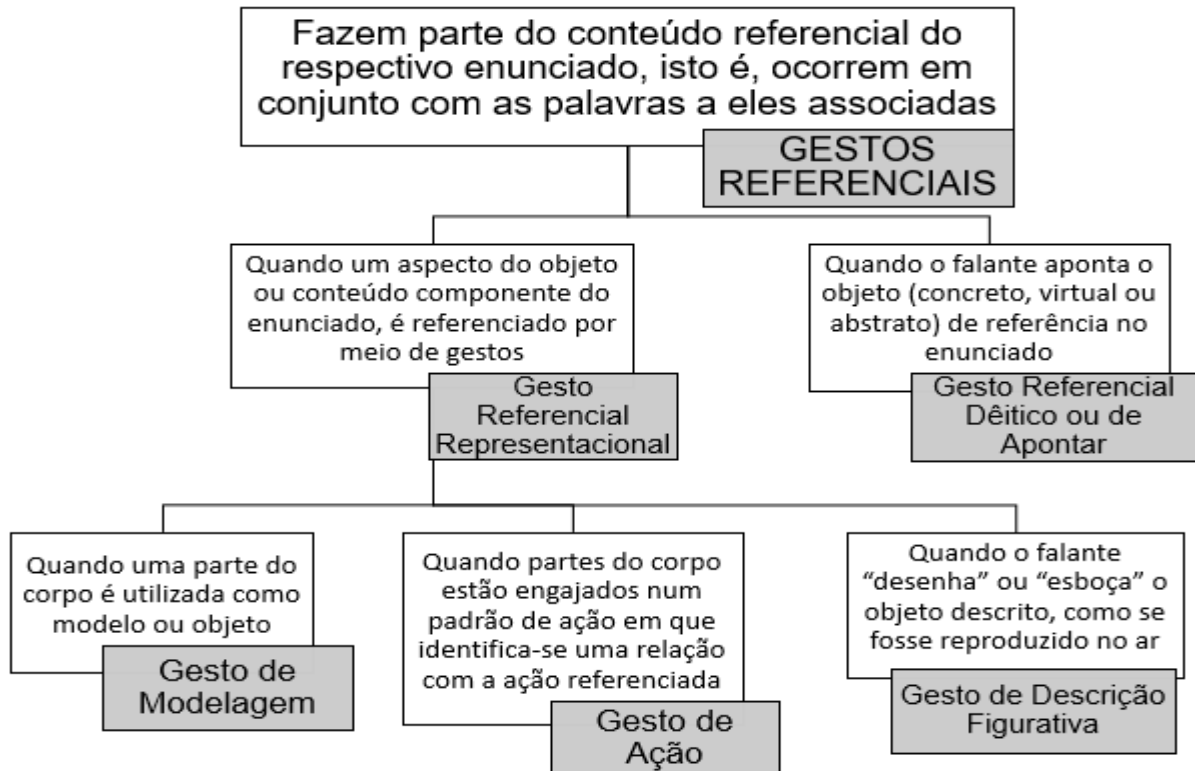 Fazem parte do conteúdo referencial do
respectivo enunciado, isto é, ocorrem em
conjunto com as palavras a eles associadas
GESTOS
REFERENCIAIS
Quando um aspecto do objeto
ou conteúdo componente do
enunciado, é referenciado por
meio de gestos
Gesto
Referencial
Representacional
Quando o falante aponta o
objeto (concreto, virtual ou
abstrato) de referência no
enunciado
Gesto Referencial
Dêitico ou de
Apontar
Quando uma parte do
corpo é utilizada como
modelo ou objeto
Gesto de
Modelagem
Quando partes do corpo
estão engajados num
padrão de ação em que
identifica-se uma relação
com a ação referenciada
Gesto de
Ação
Quando o falante
“desenha” ou “esboça” o
objeto descrito, como se
fosse reproduzido no ar
Gesto de Descrição
Figurativa